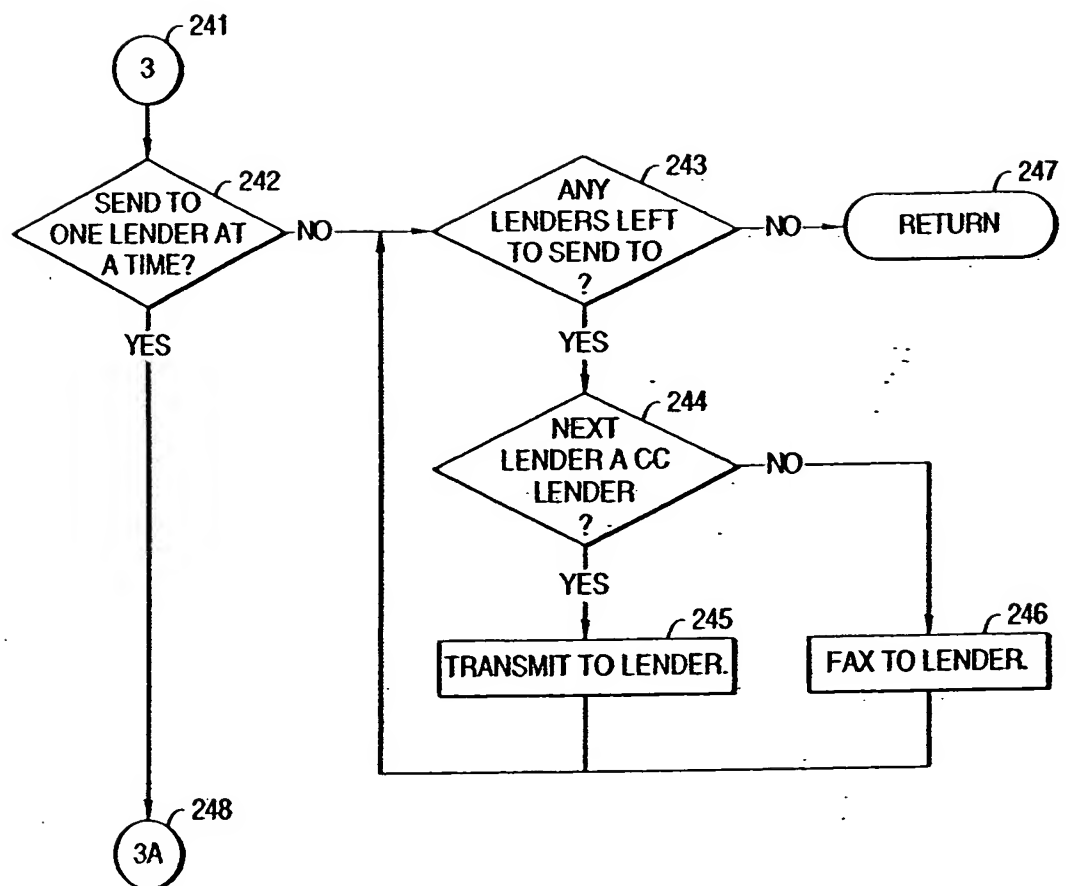 241
3
242
SEND TO
ONE LENDER AT
A TIME?
NO
243
ANY
LENDERS LEFT
TO SEND TO
?
NO
247
RETURN
YES
YES
244
NEXT
LENDER A CC
LENDER
?
NO
YES
245
TRANSMIT TO LENDER.
246
FAX TO LENDER.
248
3A